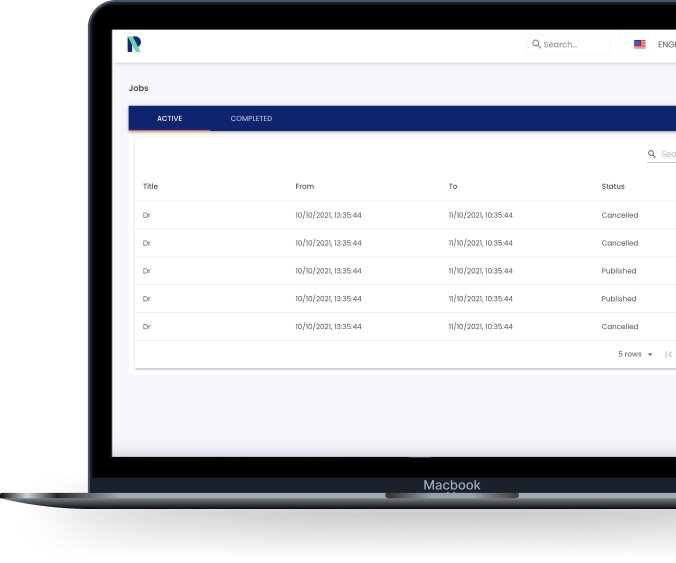 Search...
ENG
Jobs
ACTIVE COMPLETED
Sea
Title From To Status
Dr 10/10/2021, 13:35:44 11/10/2021, 10:35:44 Cancelled
Dr 10/10/2021, 13:35:44 11/10/2021, 10:35:44 Cancelled
Dr 10/10/2021, 13:35:44 11/10/2021, 10:35:44 Published
Dr 10/10/2021, 13:35:44 11/10/2021, 10:35:44 Published
Dr 10/10/2021, 13:35:44 11/10/2021, 10:35:44 Cancelled
5 rows
Macbook